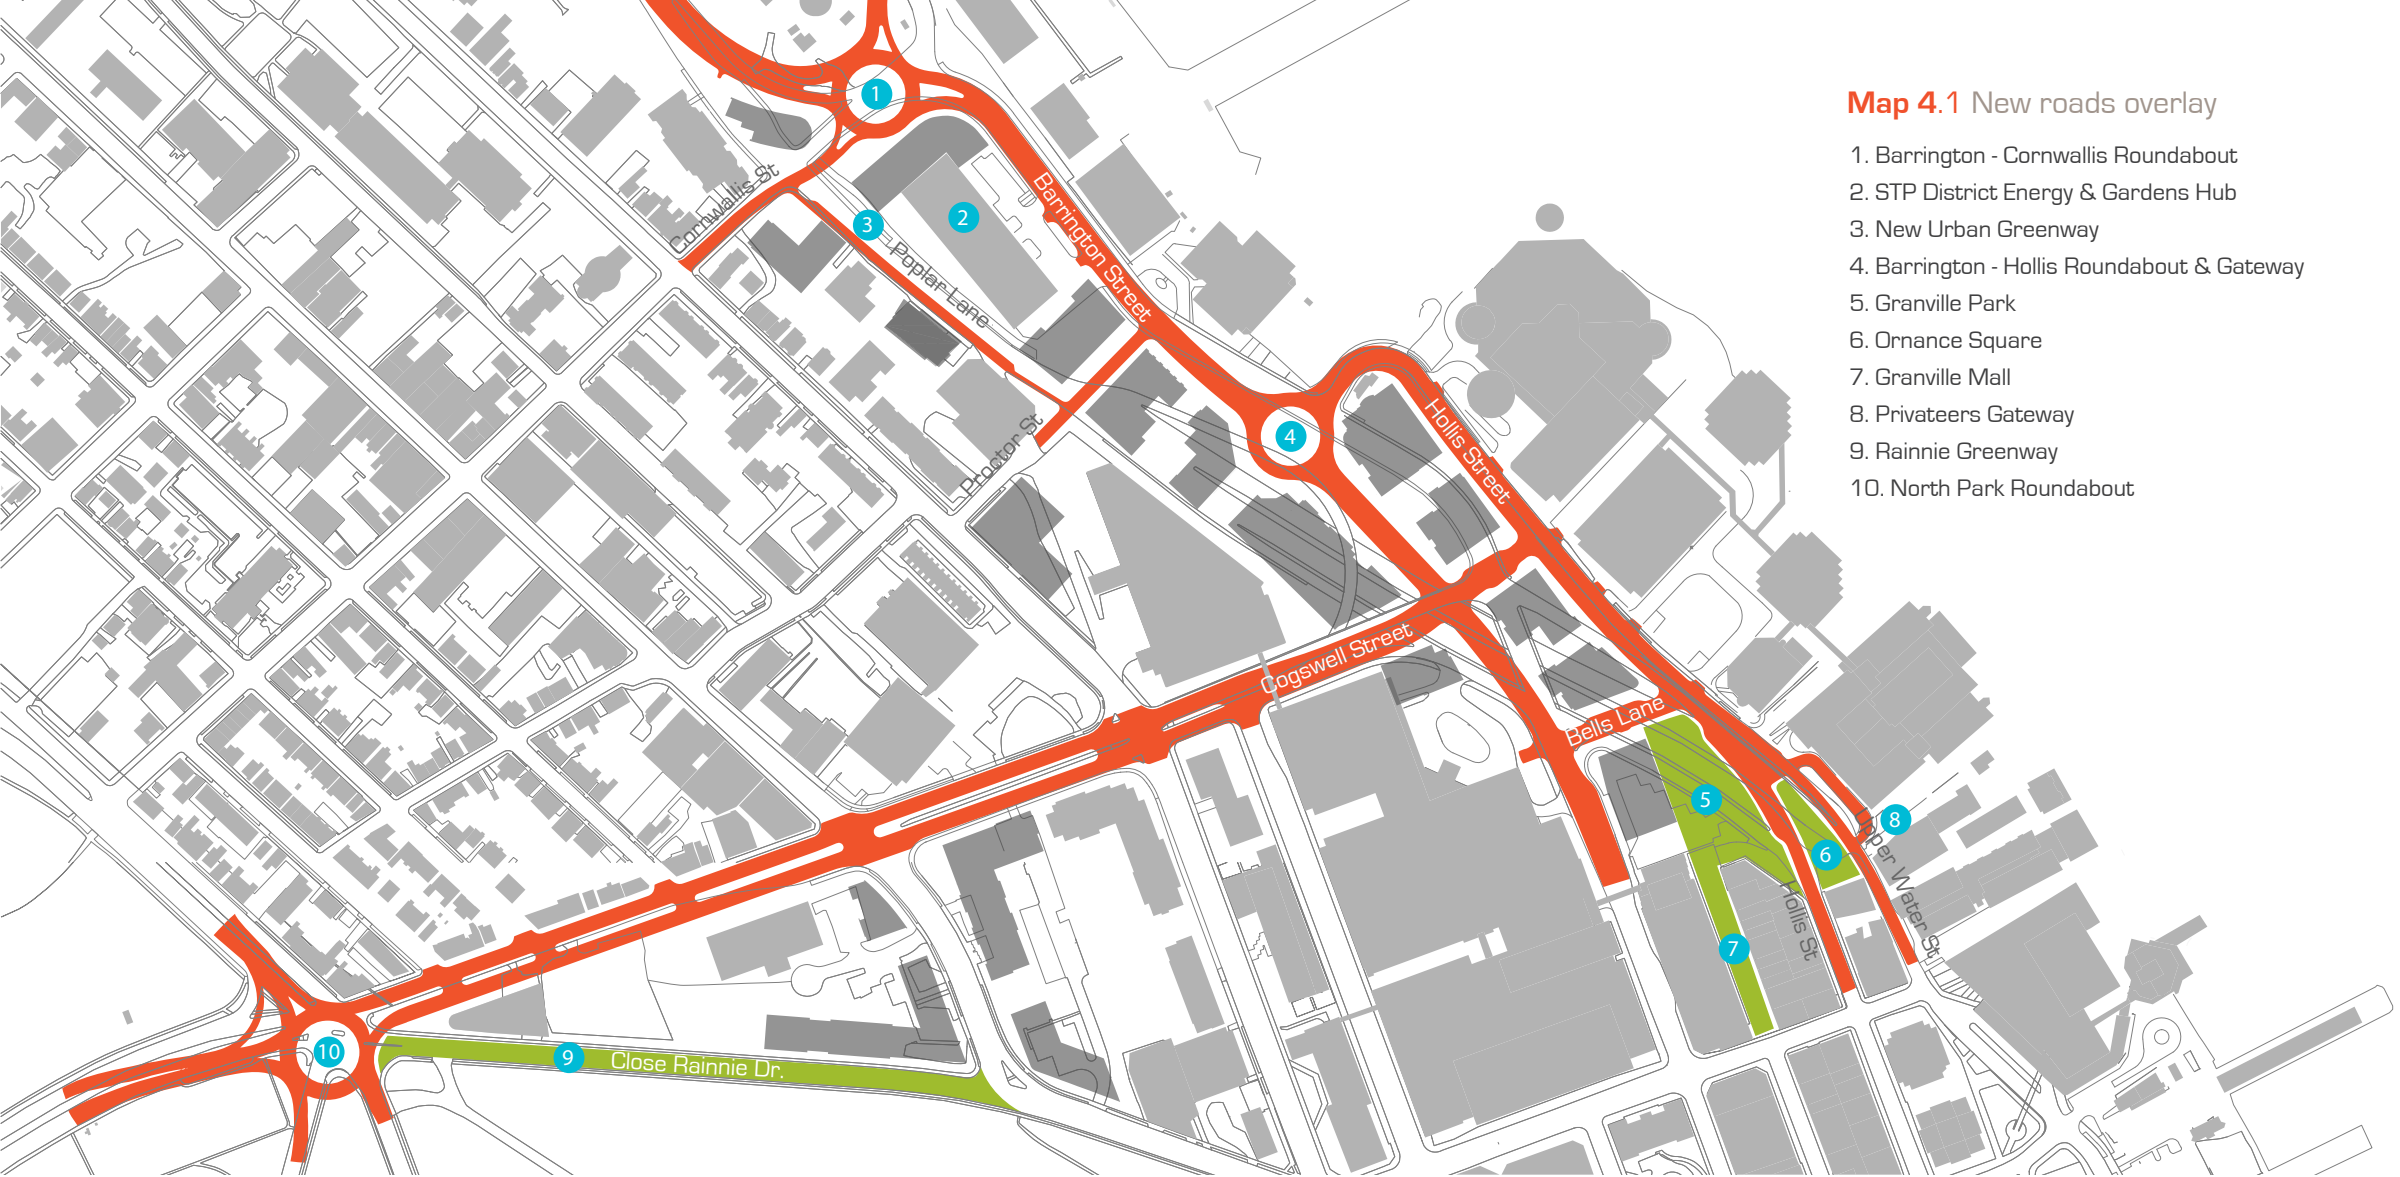 Map 4.1 New roads overlay
1. Barrington - Cornwallis Roundabout
2. STP District Energy & Gardens Hub
3. New Urban Greenway
4. Barrington - Hollis Roundabout & Gateway
5. Granville Park
6. Ornance Square
7. Granville Mall
8. Privateers Gateway
9. Rainnie Greenway
10. North Park Roundabout
1
Cornwallis St
2
3
Poplar Lane
Barrington Street
Proctor St
4
Hollis Street
Cogswell Street
Bells Lane
5
6
8
Upper Water St
Hollis St
7
10
9
Close Rainnie Dr.